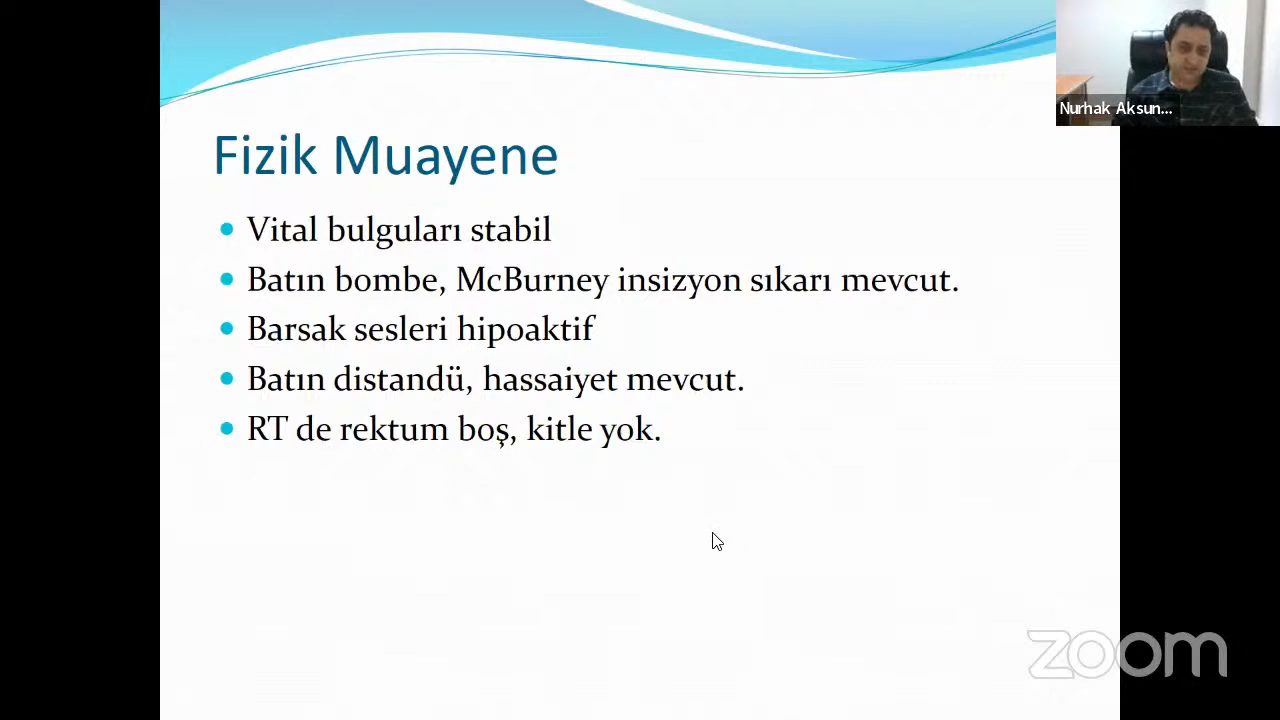 Nurhak Aksun...
Fizik Muayene
• Vital bulguları stabil
• Batın bombe, McBurney insizyon sıkarı mevcut.
• Barsak sesleri hipoaktif
• Batın distandü, hassaiyet mevcut.
• RT de rektum boş, kitle yok.
zoom